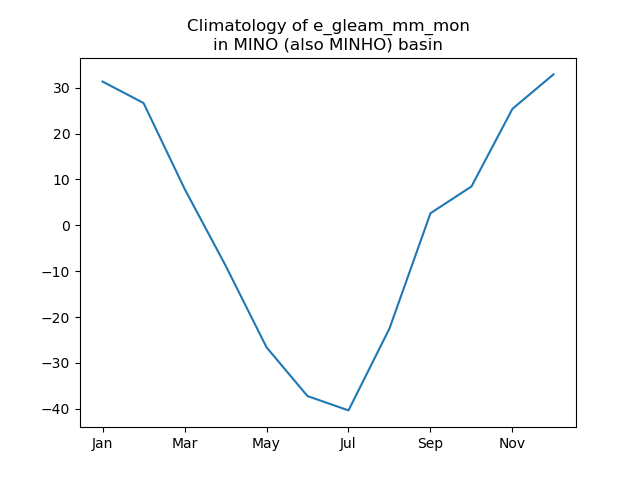 Climatology of e_gleam_mm_mon
in MINO (also MINHO) basin
30
20
10
0
−10
−20
−30
−40
Jan
Mar
May
Jul
Sep
Nov